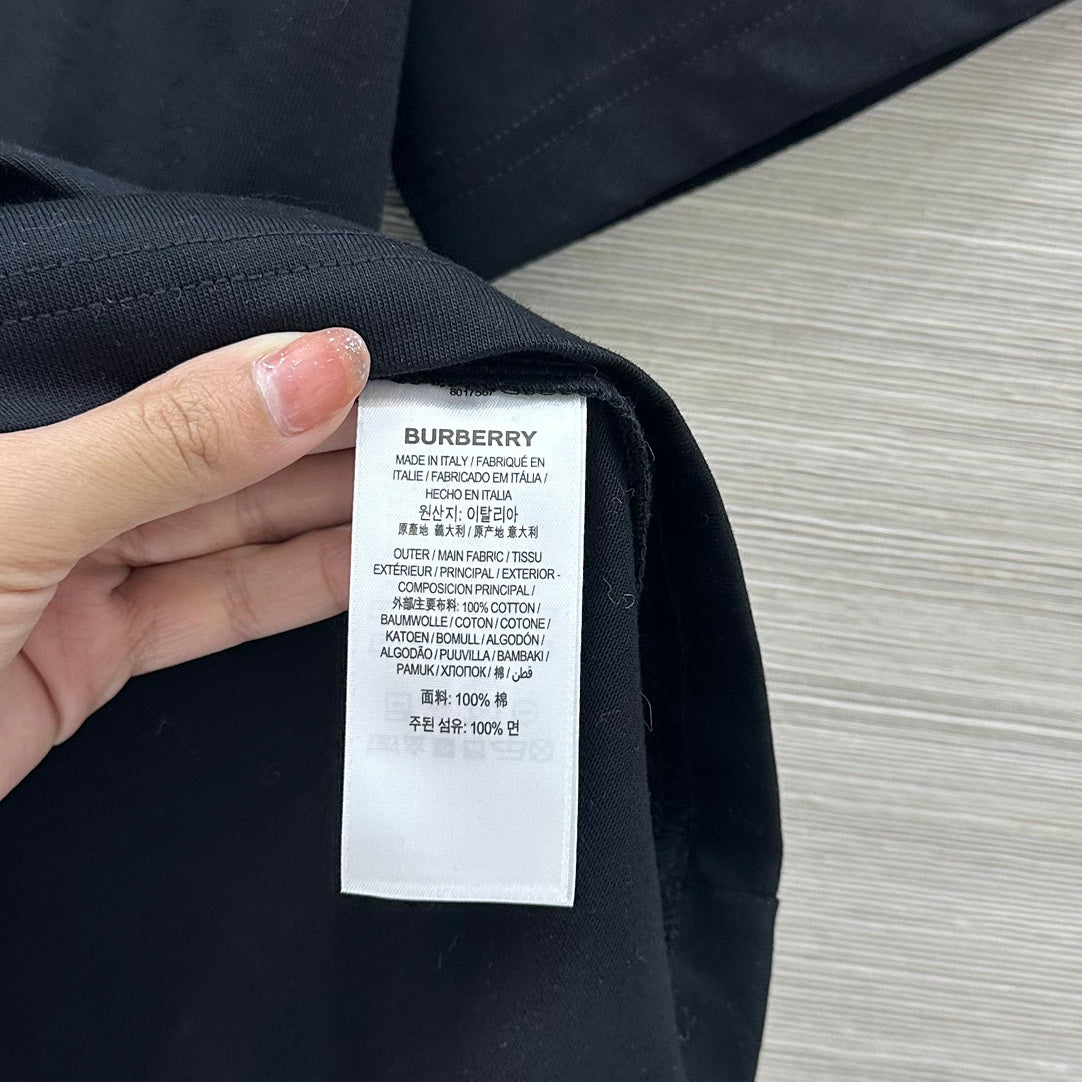 BURBERRY
MADE IN ITALY / FABRIQUÉ EN
ITALIE / FABRICADO EM ITÁLIA /
HECHO EN ITALIA
원산지: 이탈리아
原產地 義大利 / 原产地 意大利
OUTER / MAIN FABRIC / TISSU
EXTÉRIEUR / PRINCIPAL / EXTERIOR -
COMPOSICION PRINCIPAL /
外部/主要布料: 100% COTTON /
BAUMWOLLE / COTON / COTONE /
KATOEN / BOMULL / ALGODÓN /
ALGODÃO / PUUVILLA / BAMBAKI /
PAMUK / ХЛОПОК / 棉 / قطن
面料: 100% 棉
주된 섬유: 100% 면